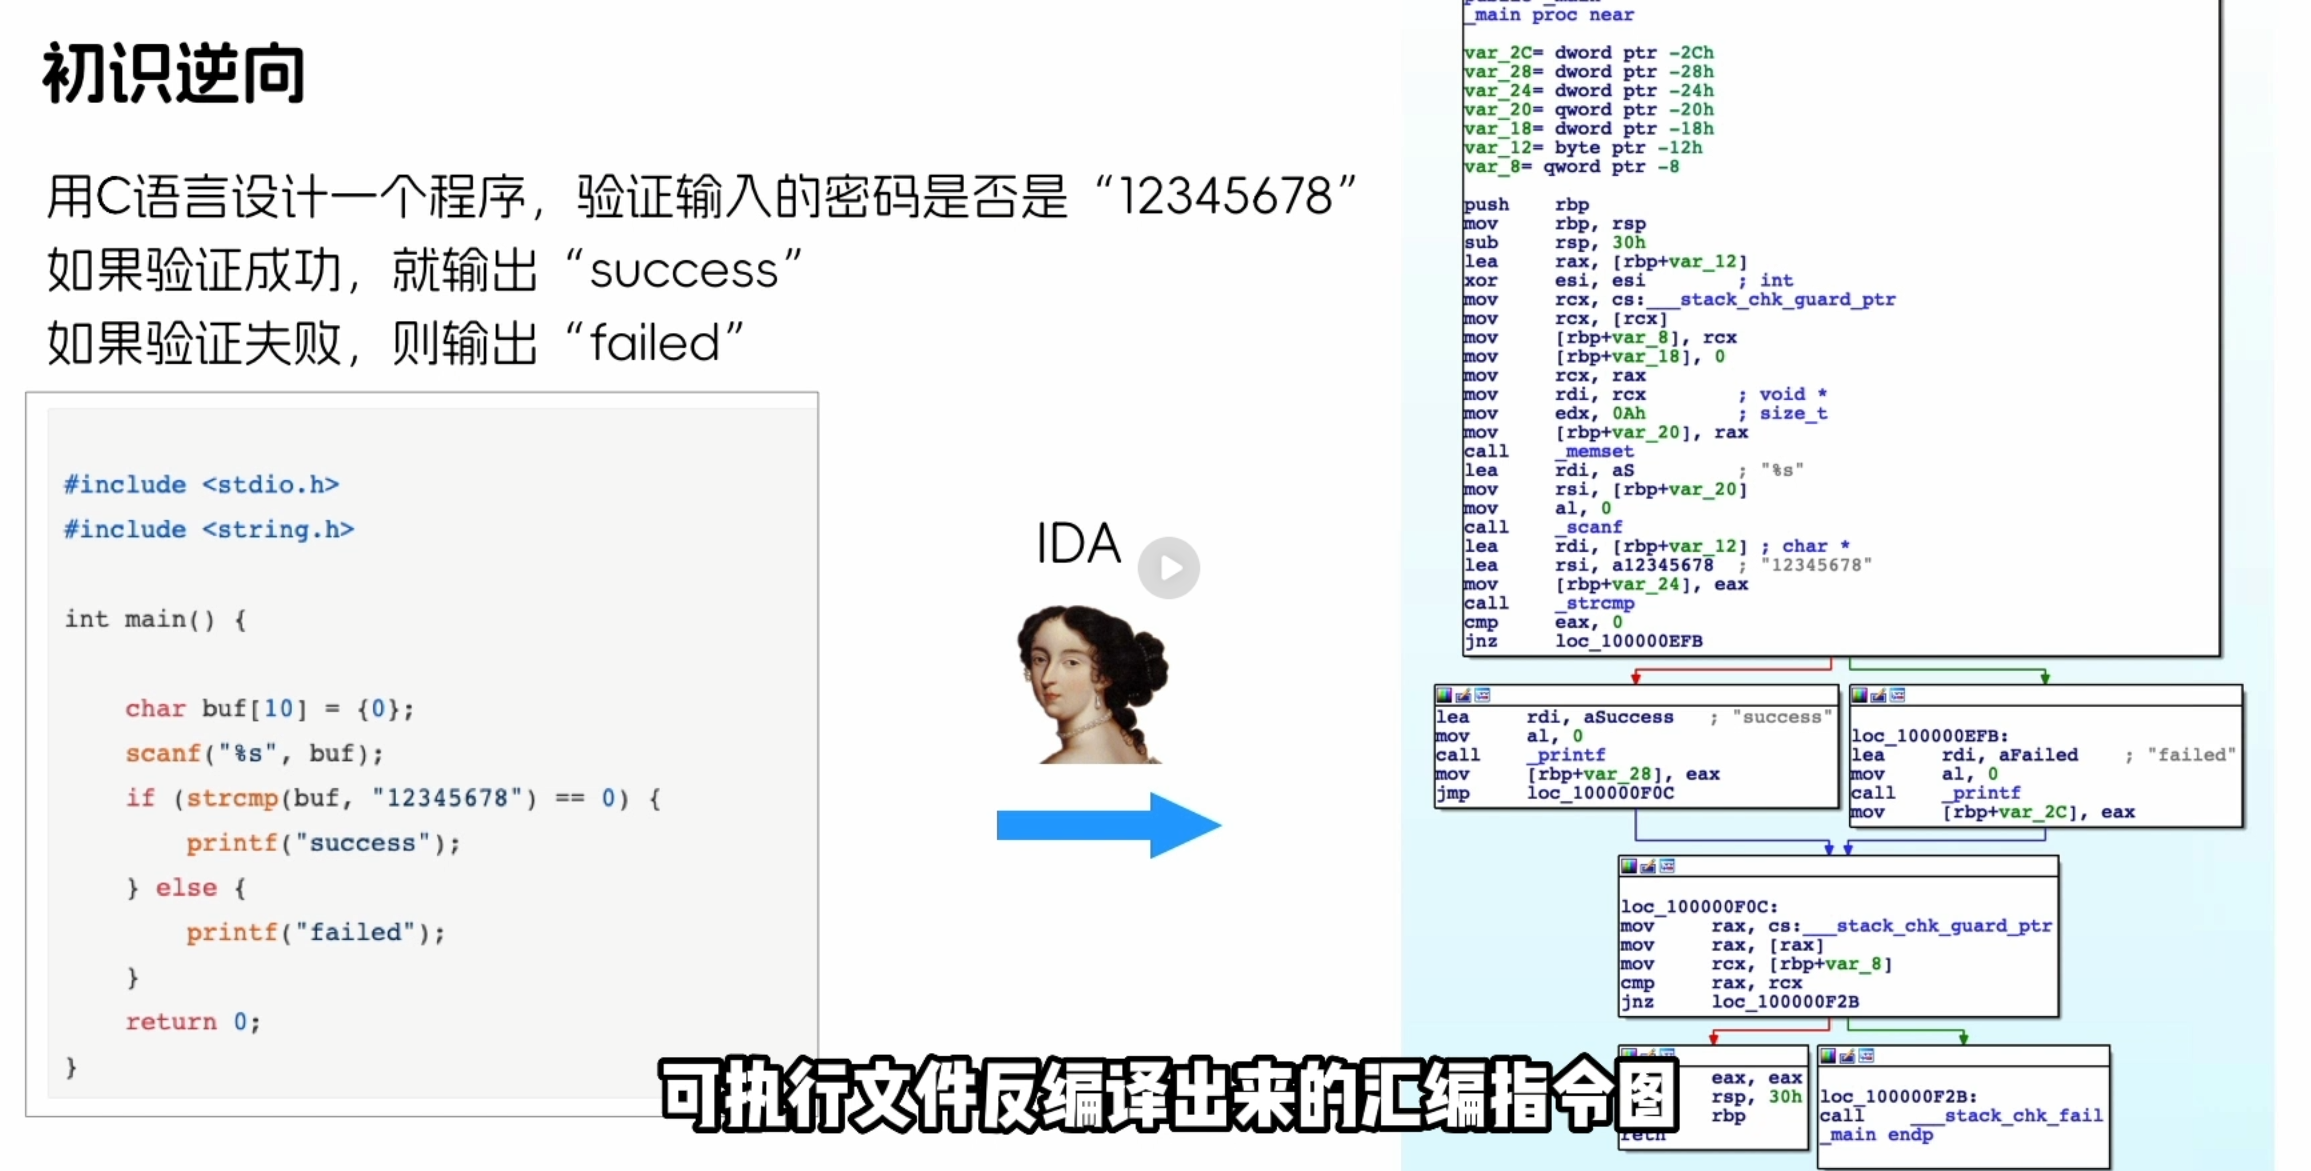 初识逆向
用C语言设计一个程序，验证输入的密码是否是“12345678”
如果验证成功，就输出“success”
如果验证失败，则输出“failed”
#include <stdio.h>
#include <string.h>
int main() {
char buf[10] = {0};
scanf("%s", buf);
if (strcmp(buf, "12345678") == 0) {
printf("success");
} else {
printf("failed");
}
return 0;
}
IDA
_main proc near
var_2C= dword ptr -2Ch
var_28= dword ptr -28h
var_24= dword ptr -24h
var_20= qword ptr -20h
var_18= dword ptr -18h
var_12= byte ptr -12h
var_8= qword ptr -8
push rbp
mov rbp, rsp
sub rsp, 30h
lea rax, [rbp+var_12]
xor esi, esi ; int
mov rcx, cs:___stack_chk_guard_ptr
mov rcx, [rcx]
mov [rbp+var_8], rcx
mov [rbp+var_18], 0
mov rcx, rax
mov rdi, rcx ; void *
mov edx, 0Ah ; size_t
mov [rbp+var_20], rax
call _memset
lea rdi, aS ; "%s"
mov rsi, [rbp+var_20]
mov al, 0
call _scanf
lea rdi, [rbp+var_12] ; char *
lea rsi, a12345678 ; "12345678"
mov [rbp+var_24], eax
call _strcmp
cmp eax, 0
jnz loc_100000EFB
lea rdi, aSuccess ; "success"
mov al, 0
call _printf
mov [rbp+var_28], eax
jmp loc_100000F0C
loc_100000EFB:
lea rdi, aFailed ; "failed"
mov al, 0
call _printf
mov [rbp+var_2C], eax
loc_100000F0C:
mov rax, cs:___stack_chk_guard_ptr
mov rax, [rax]
mov rcx, [rbp+var_8]
cmp rax, rcx
jnz loc_100000F2B
eax, eax
rsp, 30h
rbp
retn
loc_100000F2B:
call ___stack_chk_fail
_main endp
可执行文件反编译出来的汇编指令图